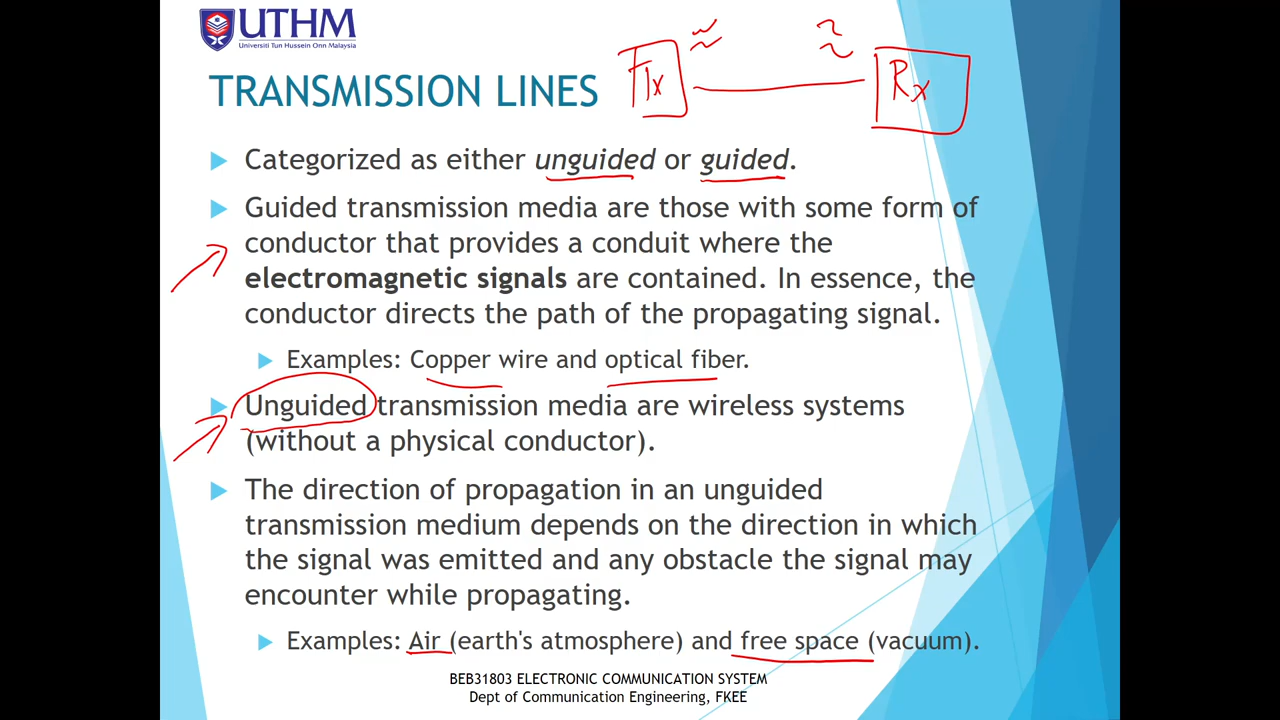 UTHM
Universiti Tun Hussein Onn Malaysia
Tx
Rx
TRANSMISSION LINES
Categorized as either unguided or guided.
Guided transmission media are those with some form of
conductor that provides a conduit where the
electromagnetic signals are contained. In essence, the
conductor directs the path of the propagating signal.
Examples: Copper wire and optical fiber.
Unguided transmission media are wireless systems
(without a physical conductor).
The direction of propagation in an unguided
transmission medium depends on the direction in which
the signal was emitted and any obstacle the signal may
encounter while propagating.
Examples: Air (earth's atmosphere) and free space (vacuum).
BEB31803 ELECTRONIC COMMUNICATION SYSTEM
Dept of Communication Engineering, FKEE